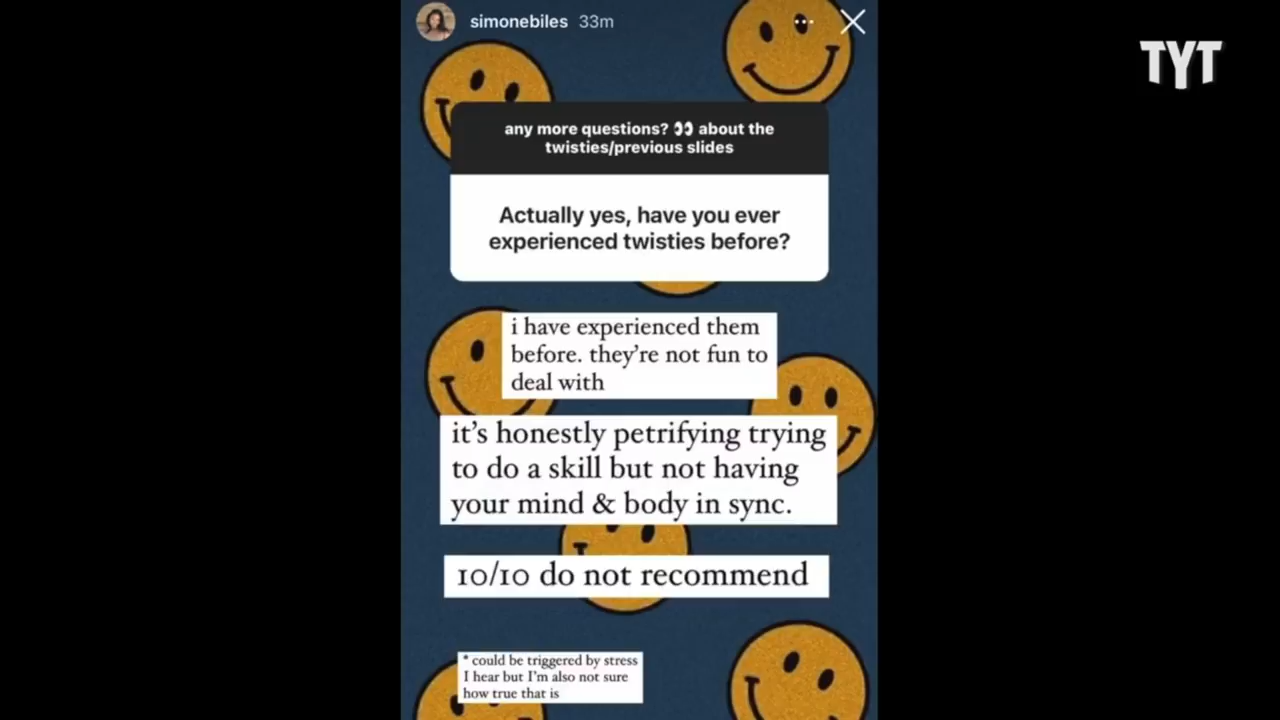 simonebiles 33m
TYT
any more questions? 👀 about the
twisties/previous slides
Actually yes, have you ever
experienced twisties before?
i have experienced them
before. they're not fun to
deal with
it's honestly petrifying trying
to do a skill but not having
your mind & body in sync.
10/10 do not recommend
* could be triggered by stress
I hear but I'm also not sure
how true that is